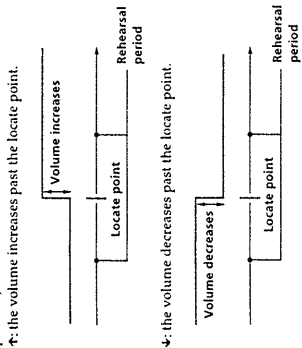 ↑: the volume increases past the locate point.
Volume increases
Locate point
Rehearsal
period
↓: the volume decreases past the locate point.
Volume decreases
Locate point
Rehearsal
period